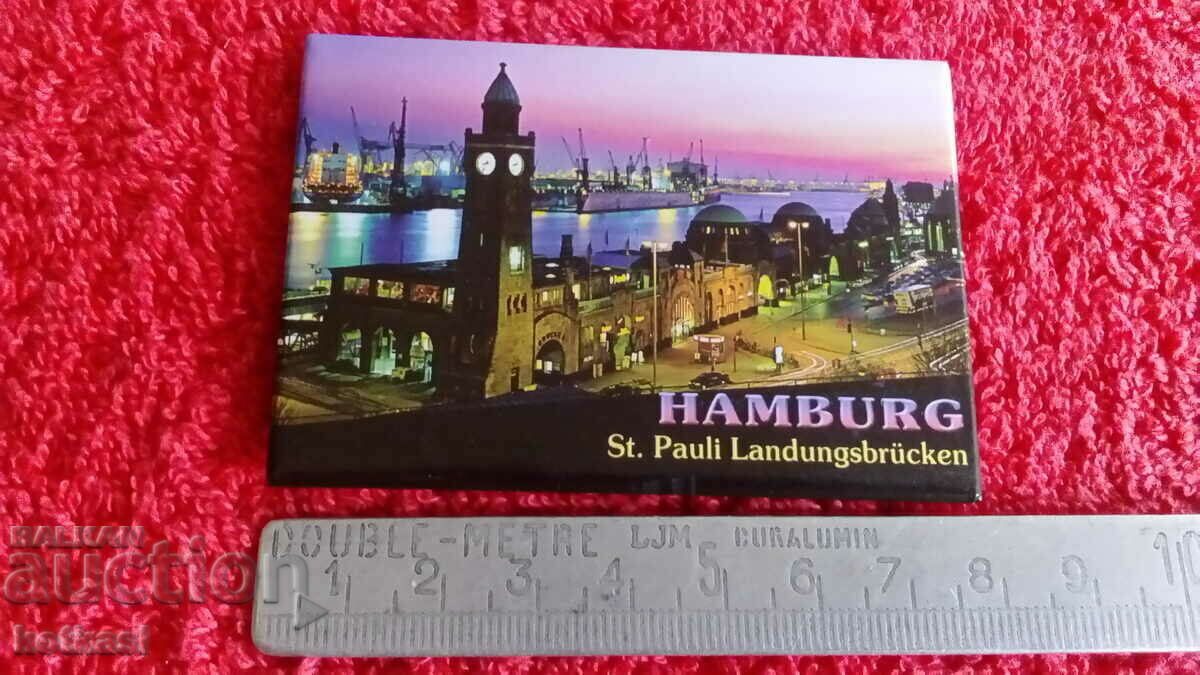 HAMBURG
St. Pauli Landungsbrücken
DOUBLE-METRE LJM DURALUMIN
1 2 3 4 5 6 7 8 9 10
BALKAN
auction
kotkasl